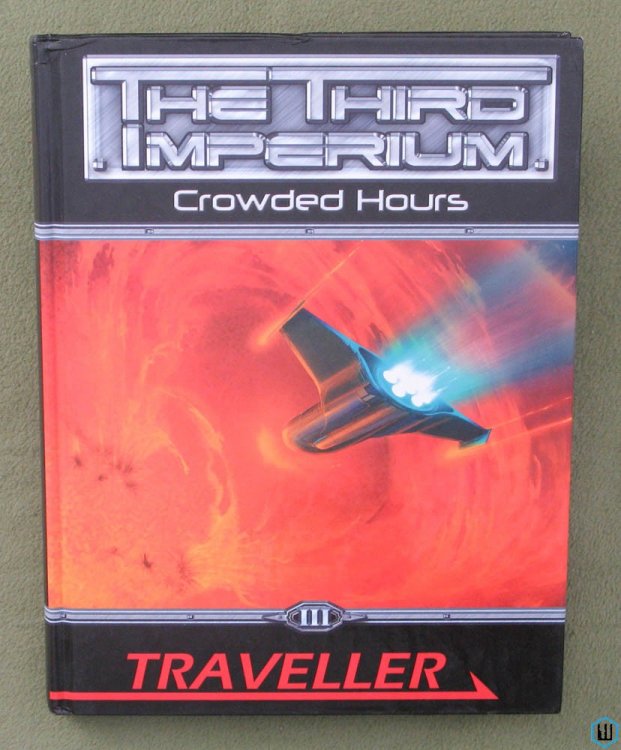 THE THIRD
IMPERIUM
Crowded Hours
III
TRAVELLER
W